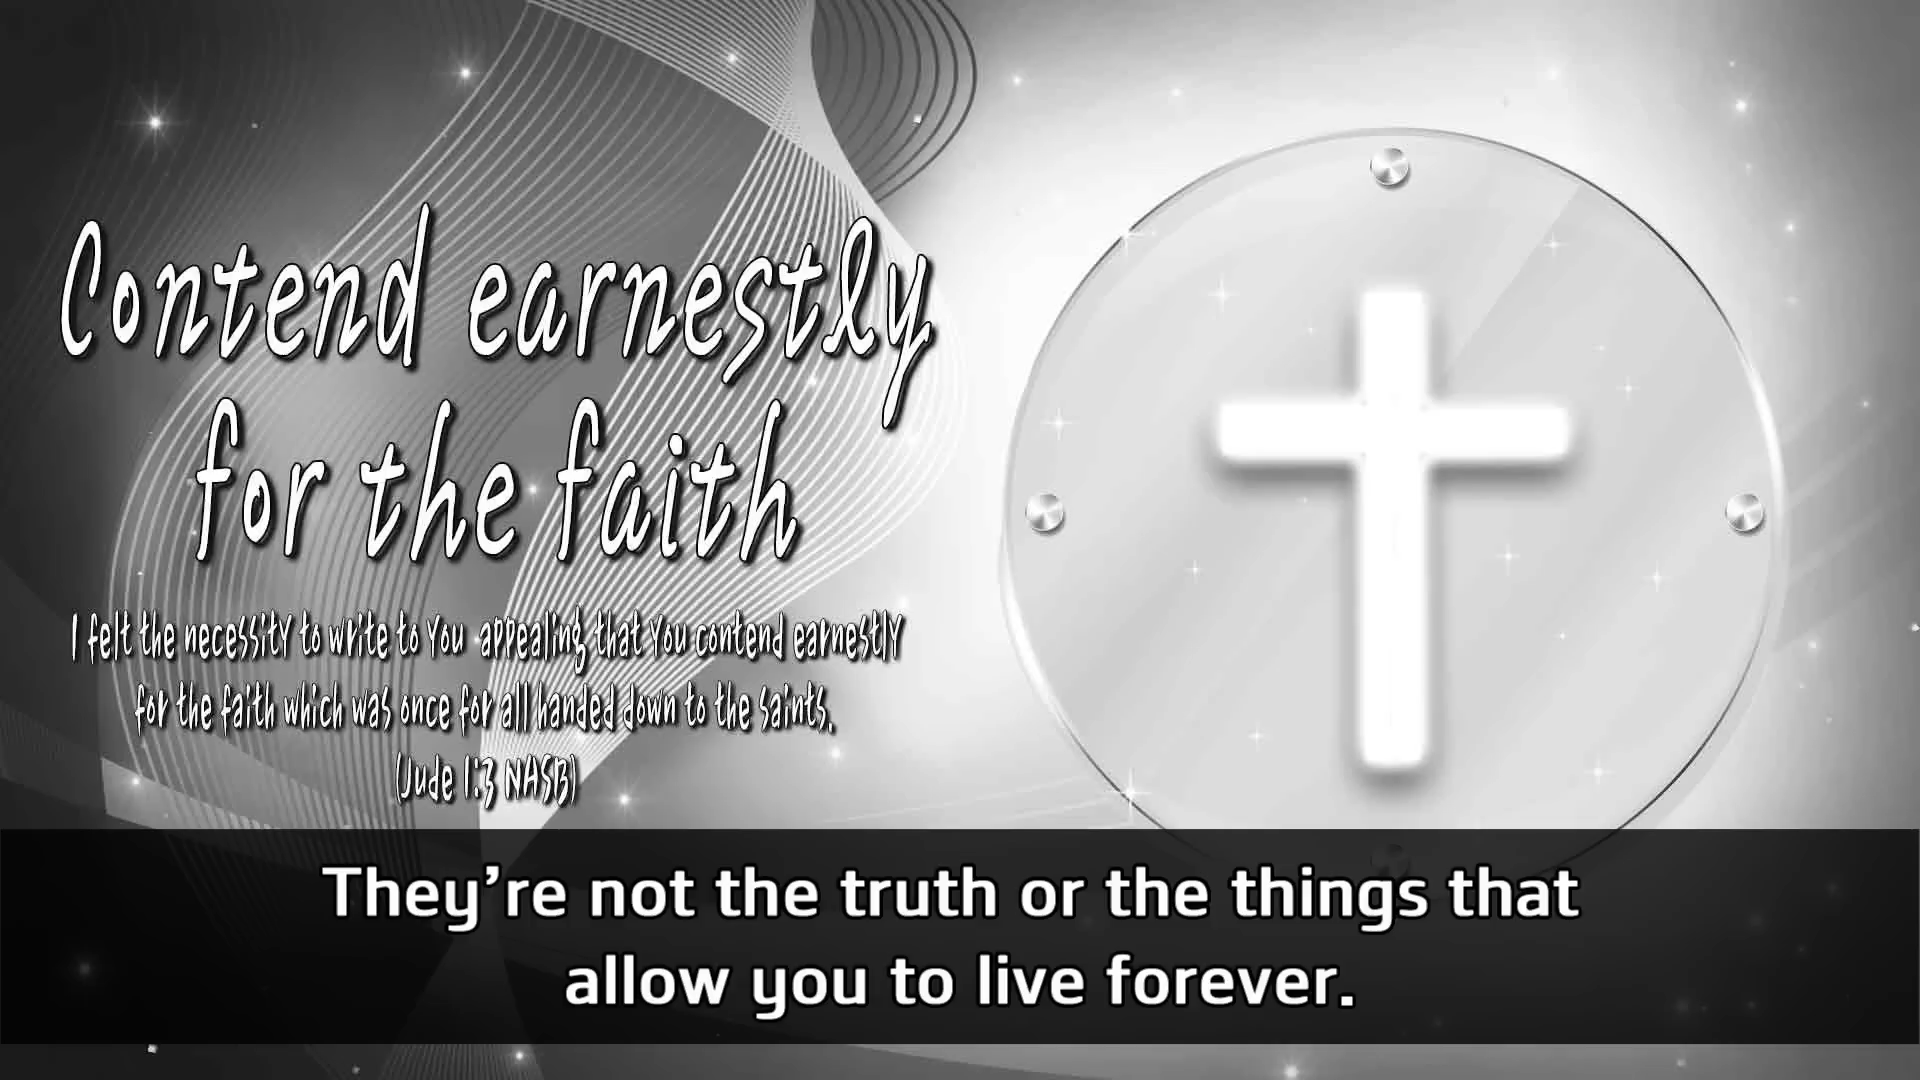 Contend earnestly
for the faith
I felt the necessity to write to you appealing that you contend earnestly
for the faith which was once for all handed down to the saints.
(Jude 1:3 NASB)
They're not the truth or the things that
allow you to live forever.